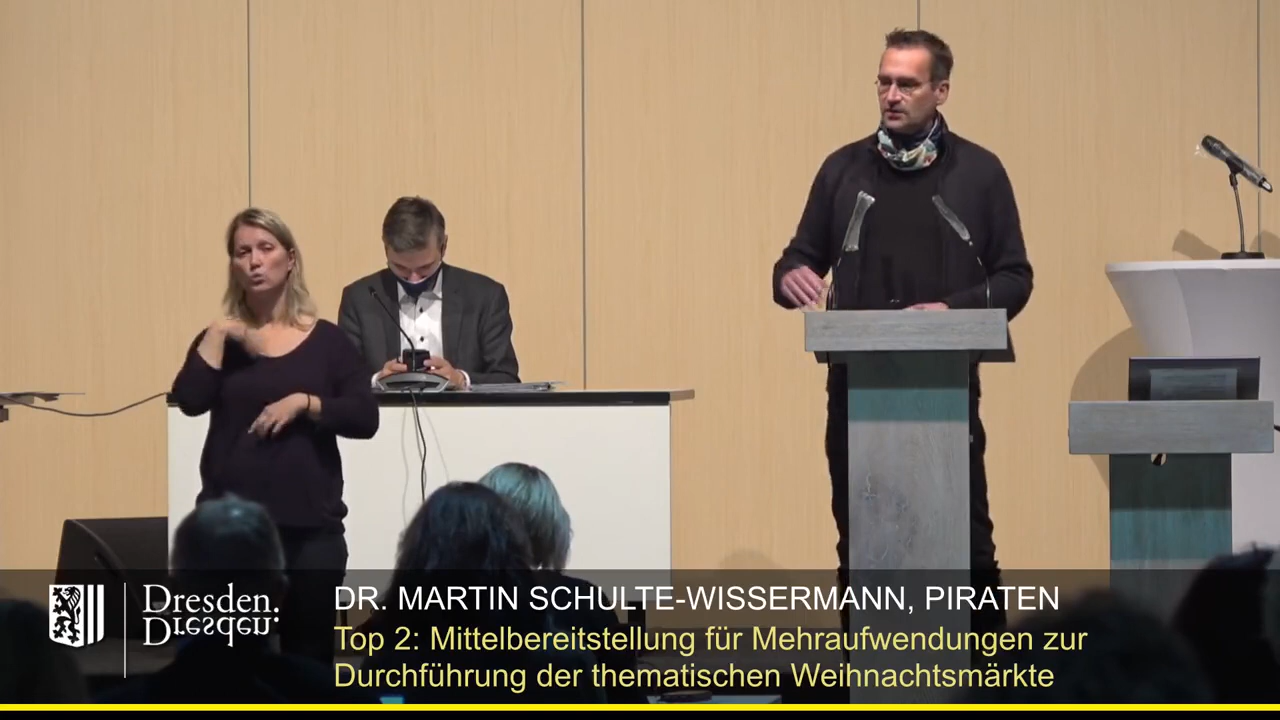 Dresden.
Dresden.
DR. MARTIN SCHULTE-WISSERMANN, PIRATEN
Top 2: Mittelbereitstellung für Mehraufwendungen zur
Durchführung der thematischen Weihnachtsmärkte